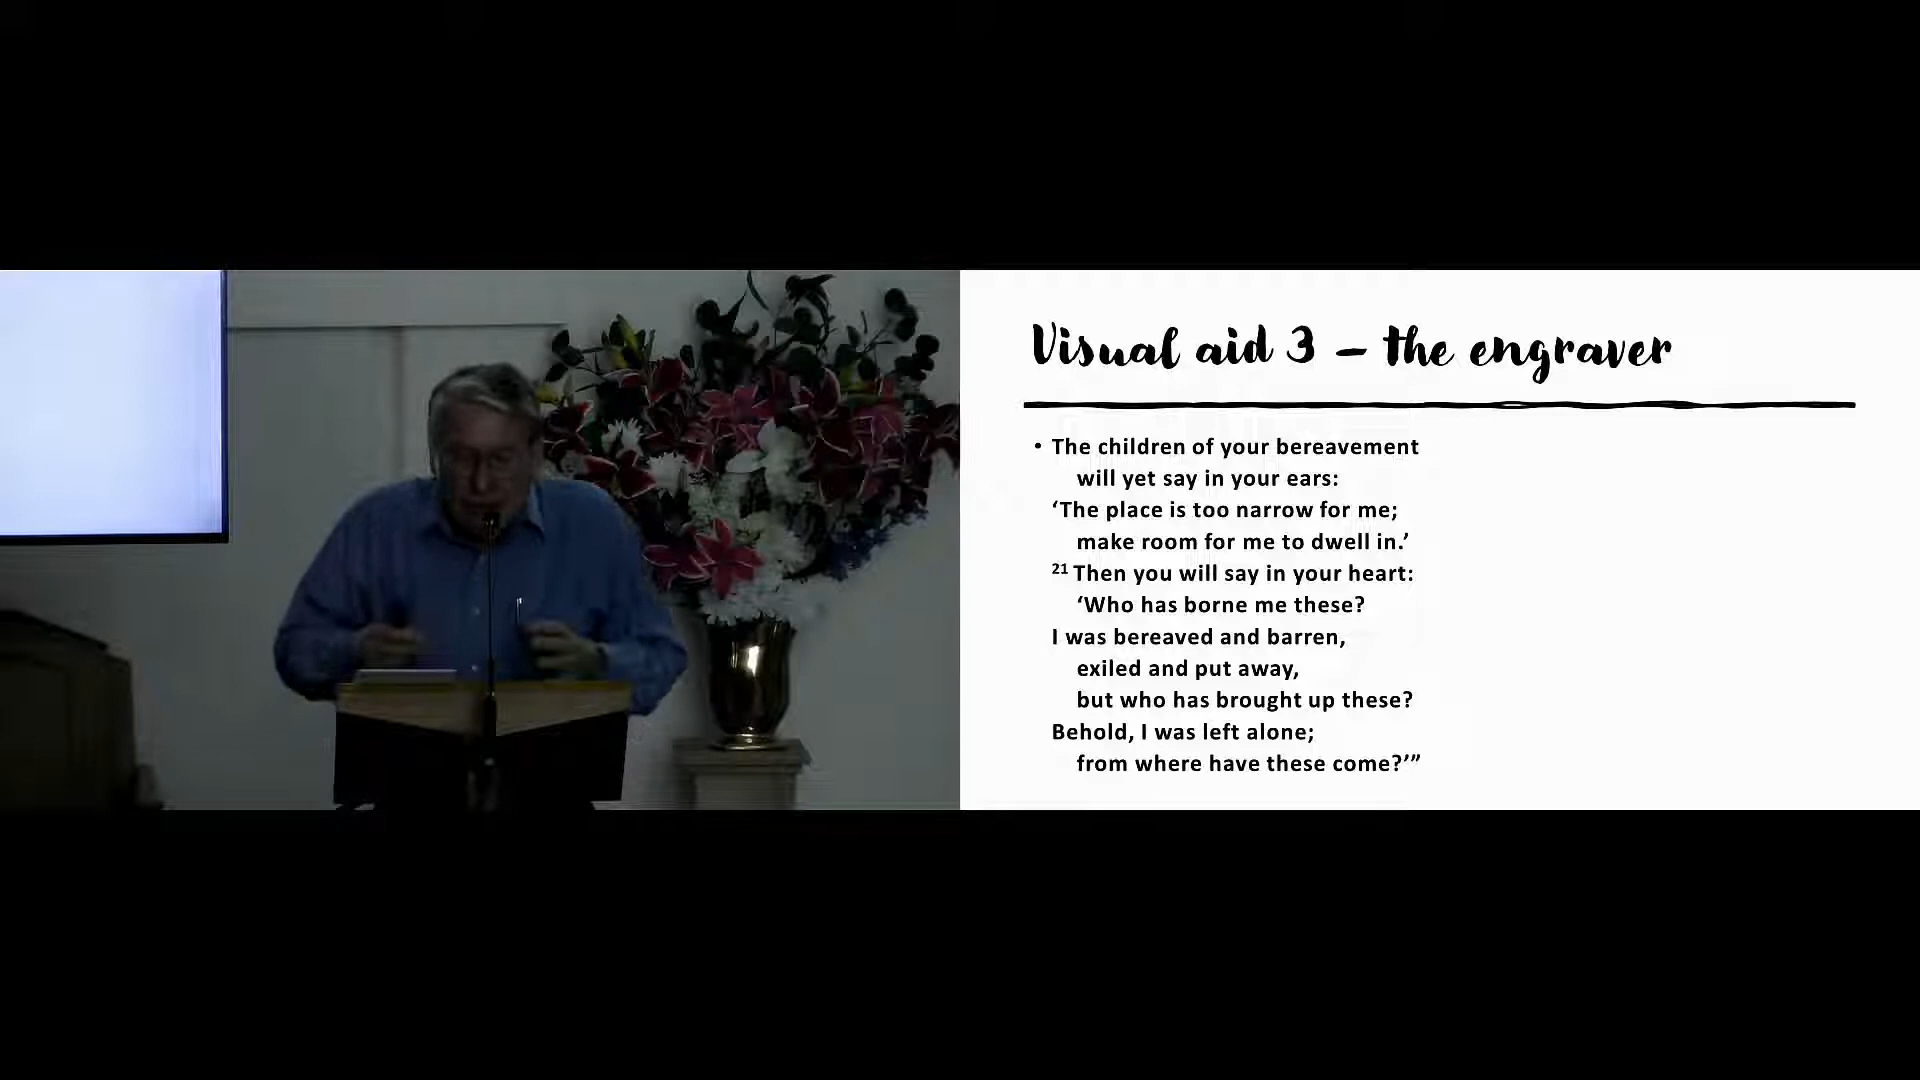 Visual aid 3 – the engraver
• The children of your bereavement
will yet say in your ears:
‘The place is too narrow for me;
make room for me to dwell in.’
21 Then you will say in your heart:
‘Who has borne me these?
I was bereaved and barren,
exiled and put away,
but who has brought up these?
Behold, I was left alone;
from where have these come?’”